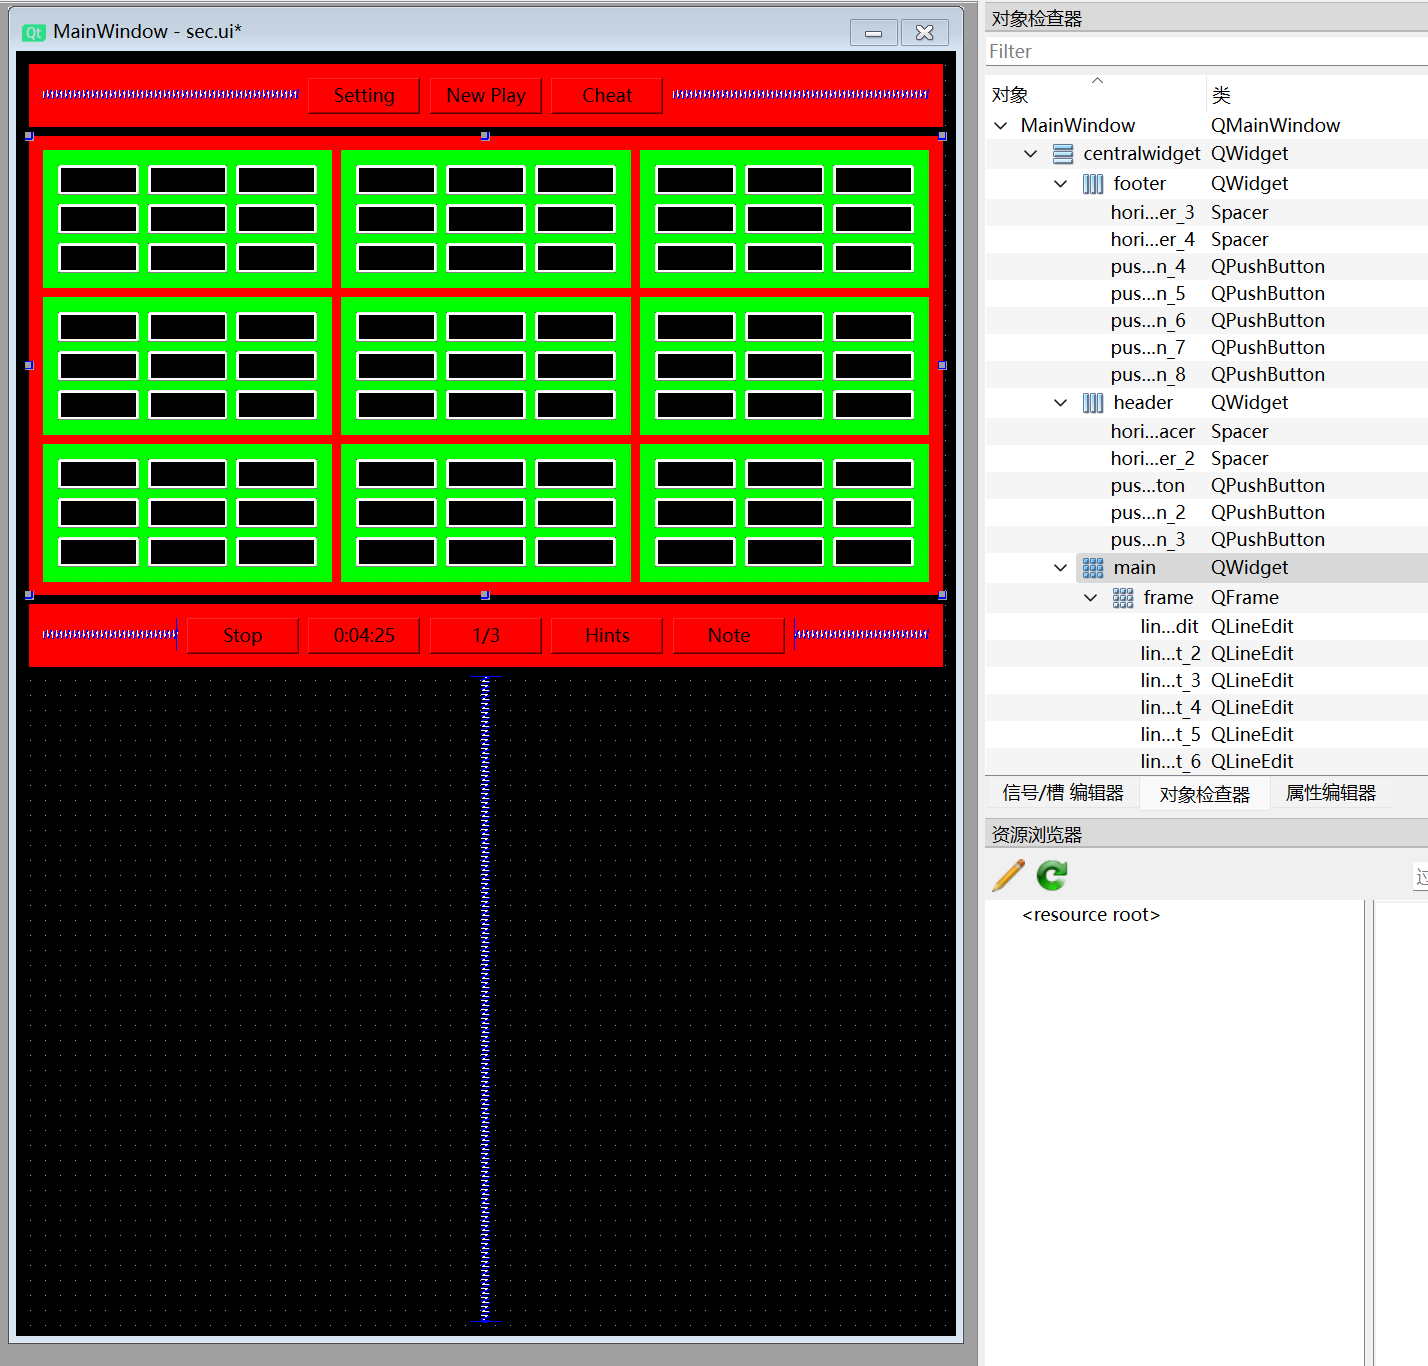 MainWindow - sec.ui*
Setting
New Play
Cheat
Stop
0:04:25
1/3
Hints
Note
对象检查器
Filter
对象 类
MainWindow QMainWindow
centralwidget QWidget
footer QWidget
hori...er_3 Spacer
hori...er_4 Spacer
pus...n_4 QPushButton
pus...n_5 QPushButton
pus...n_6 QPushButton
pus...n_7 QPushButton
pus...n_8 QPushButton
header QWidget
hori...acer Spacer
hori...er_2 Spacer
pus...ton QPushButton
pus...n_2 QPushButton
pus...n_3 QPushButton
main QWidget
frame QFrame
lin...dit QLineEdit
lin...t_2 QLineEdit
lin...t_3 QLineEdit
lin...t_4 QLineEdit
lin...t_5 QLineEdit
lin...t_6 QLineEdit
信号/槽 编辑器 对象检查器 属性编辑器
资源浏览器
<resource root>